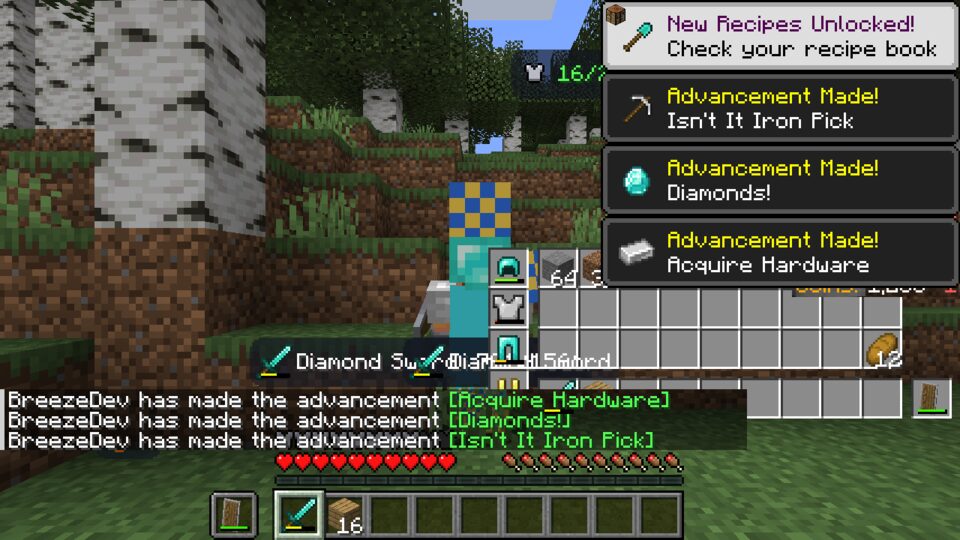 New Recipes Unlocked!
Check your recipe book
16/
Advancement Made!
Isn't It Iron Pick
Advancement Made!
Diamonds!
Advancement Made!
Acquire Hardware
64
12
Diamond
BreezeDev has made the advancement [Acquire Hardware]
BreezeDev has made the advancement [Diamonds!]
BreezeDev has made the advancement [Isn't It Iron Pick]
16